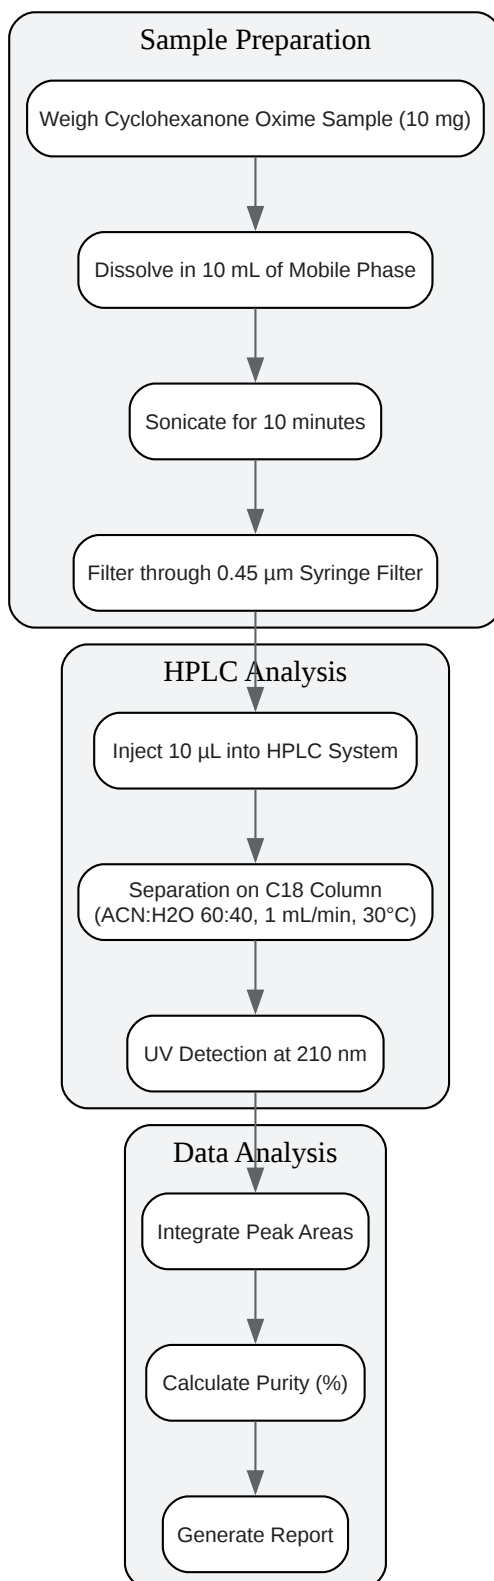 Sample Preparation
Weigh Cyclohexanone Oxime Sample (10 mg)
Dissolve in 10 mL of Mobile Phase
Sonicate for 10 minutes
Filter through 0.45 µm Syringe Filter
HPLC Analysis
Inject 10 µL into HPLC System
Separation on C18 Column
(ACN:H2O 60:40, 1 mL/min, 30°C)
UV Detection at 210 nm
Data Analysis
Integrate Peak Areas
Calculate Purity (%)
Generate Report